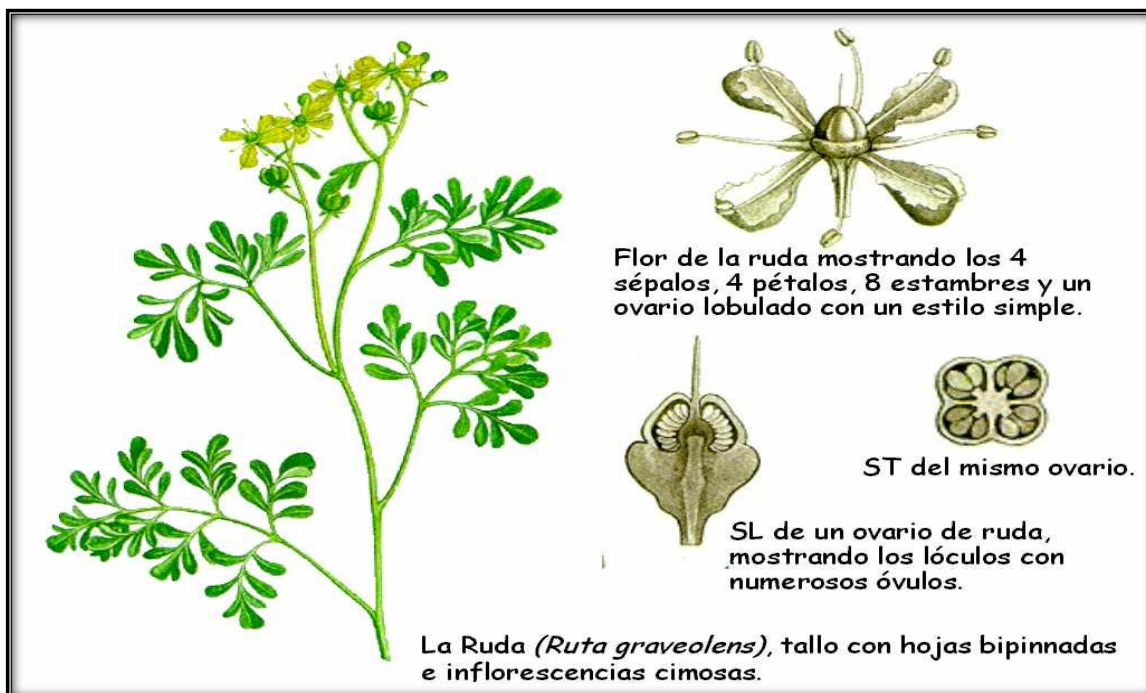 Flor de la ruda mostrando los 4
sépalos, 4 pétalos, 8 estambres y un
ovario lobulado con un estilo simple.
ST del mismo ovario.
SL de un ovario de ruda,
mostrando los lóculos con
numerosos óvulos.
La Ruda (Ruta graveolens), tallo con hojas bipinnadas
e inflorescencias cimosas.